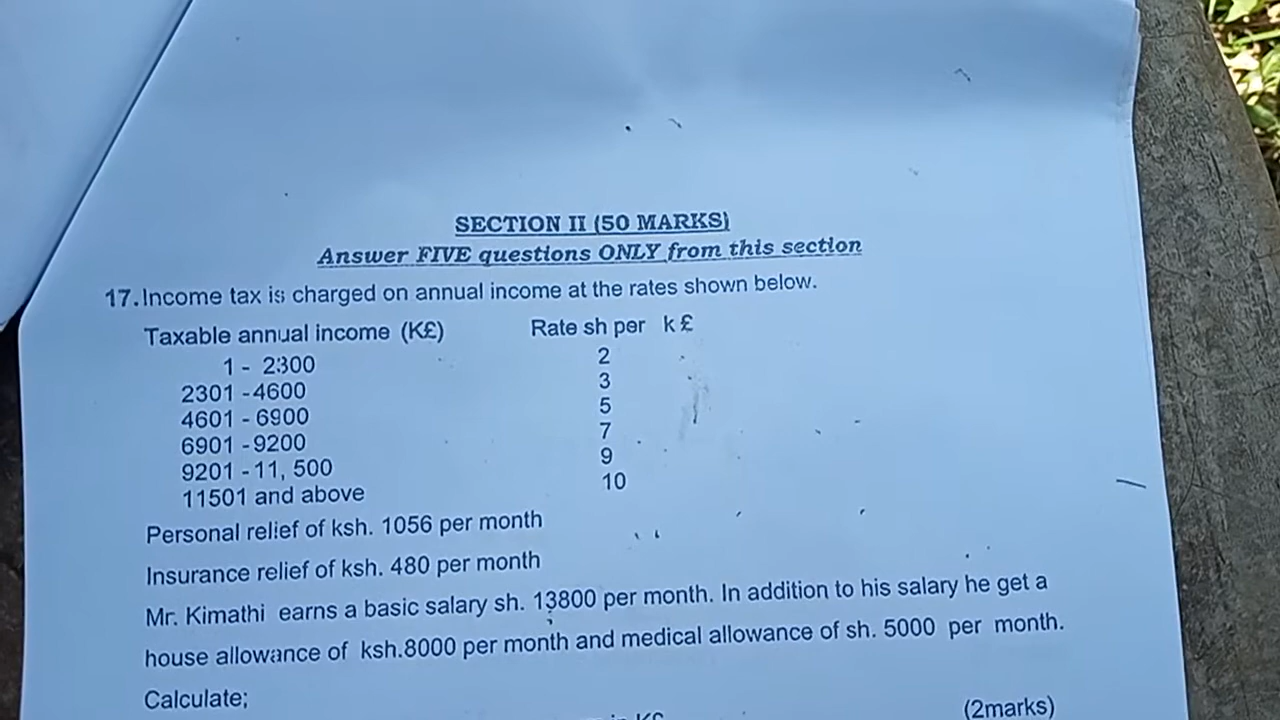 SECTION II (50 MARKS)
Answer FIVE questions ONLY from this section
17. Income tax is charged on annual income at the rates shown below.
Taxable annual income (K£) Rate sh per k £
1 - 2300 2
2301 - 4600 3
4601 - 6900 5
6901 - 9200 7
9201 - 11, 500 9
11501 and above 10
Personal relief of ksh. 1056 per month
Insurance relief of ksh. 480 per month
Mr. Kimathi earns a basic salary sh. 13800 per month. In addition to his salary he get a
house allowance of ksh.8000 per month and medical allowance of sh. 5000 per month.
Calculate;
(2marks)